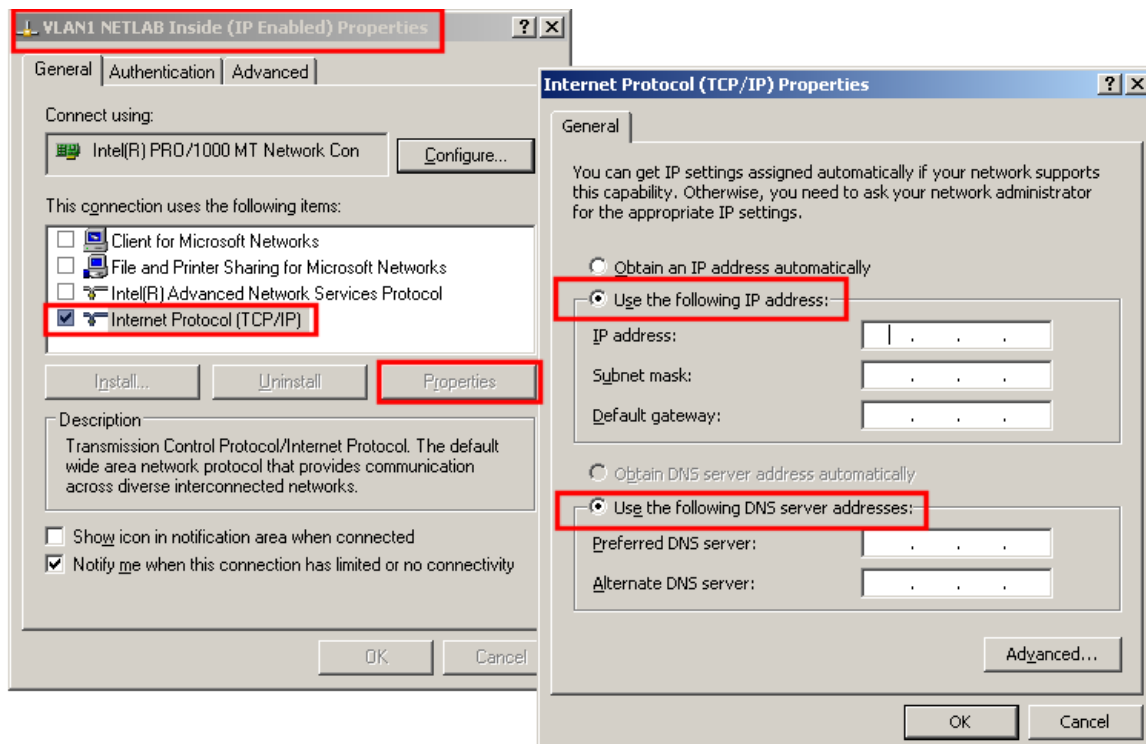 VLAN1 NETLAB Inside (IP Enabled) Properties
General
Authentication
Advanced
Connect using:
Intel(R) PRO/1000 MT Network Con
Configure...
This connection uses the following items:
Client for Microsoft Networks
File and Printer Sharing for Microsoft Networks
Intel(R) Advanced Network Services Protocol
Internet Protocol (TCP/IP)
Install...
Uninstall
Properties
Description
Transmission Control Protocol/Internet Protocol. The default
wide area network protocol that provides communication
across diverse interconnected networks.
Show icon in notification area when connected
Notify me when this connection has limited or no connectivity
OK
Cancel
Internet Protocol (TCP/IP) Properties
General
You can get IP settings assigned automatically if your network supports
this capability. Otherwise, you need to ask your network administrator
for the appropriate IP settings.
Obtain an IP address automatically
Use the following IP address:
IP address:
Subnet mask:
Default gateway:
Obtain DNS server address automatically
Use the following DNS server addresses:
Preferred DNS server:
Alternate DNS server:
Advanced...
OK
Cancel